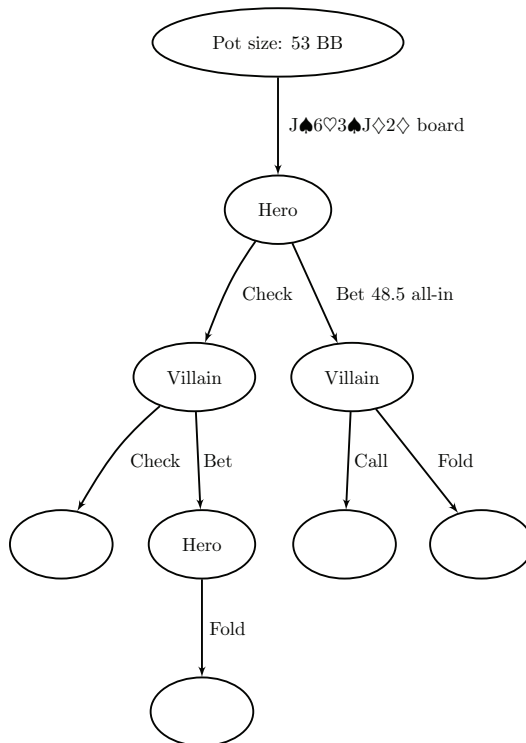 Pot size: 53 BB
J♠6♡3♠J♢2♢ board
Hero
Check
Bet 48.5 all-in
Villain
Villain
Check
Bet
Call
Fold
Hero
Fold